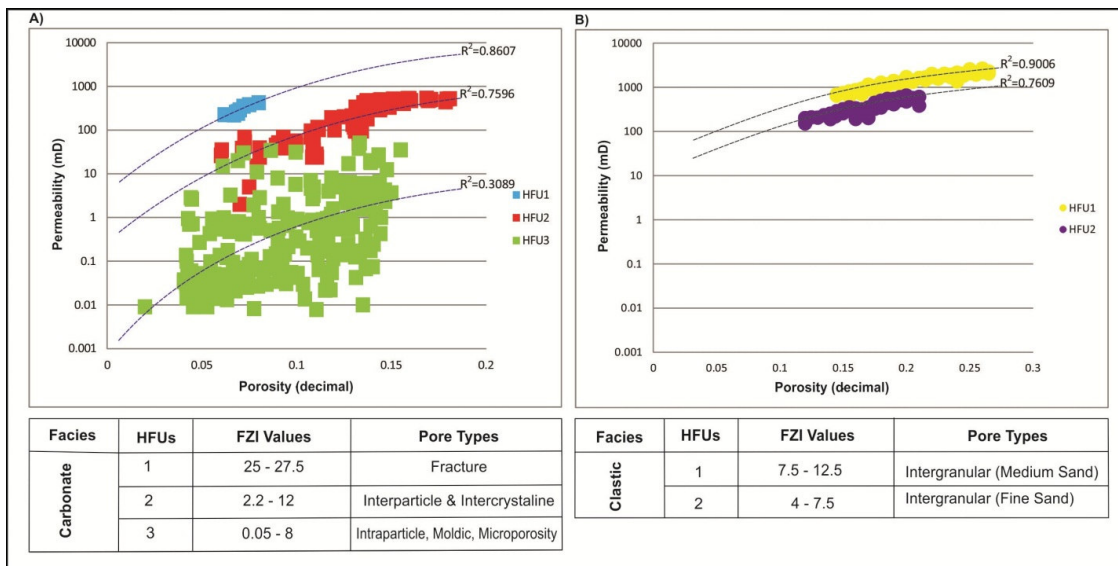 A)
10000
1000
100
10
1
0.1
0.01
0.001
Permeability (mD)
R²=0.8607
R²=0.7596
R²=0.3089
HFU1
HFU2
HFU3
0 0.05 0.1 0.15 0.2
Porosity (decimal)
Facies HFUs FZI Values Pore Types
Carbonate
1 25 - 27.5 Fracture
2 2.2 - 12 Interparticle & Intercrystaline
3 0.05 - 8 Intraparticle, Moldic, Microporosity
B)
10000
1000
100
10
1
0.1
0.01
0.001
Permeability (mD)
R²=0.9006
R²=0.7609
HFU1
HFU2
0 0.05 0.1 0.15 0.2 0.25 0.3
Porosity (decimal)
Facies HFUs FZI Values Pore Types
Clastic
1 7.5 - 12.5 Intergranular (Medium Sand)
2 4 - 7.5 Intergranular (Fine Sand)